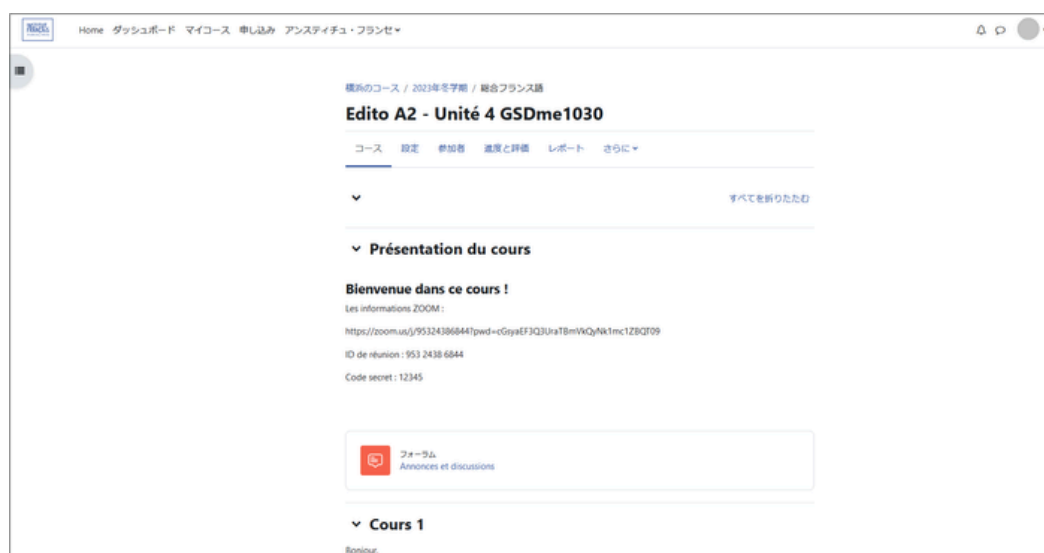 INSTITUT
FRANÇAIS
Home ダッシュボード マイコース 申し込み アンスティチュ・フランセ
横浜のコース / 2023年冬学期 / 総合フランス語
Edito A2 - Unité 4 GSDme1030
コース 設定 参加者 進度と評価 レポート さらに
すべてを折りたたむ
Présentation du cours
Bienvenue dans ce cours !
Les informations ZOOM :
https://zoom.us/j/95324386844?pwd=cGsyaEF3Q3UraTBmVkQyNk1mc1ZBQT09
ID de réunion : 953 2438 6844
Code secret : 12345
フォーラム
Annonces et discussions
Cours 1
Bonjour,